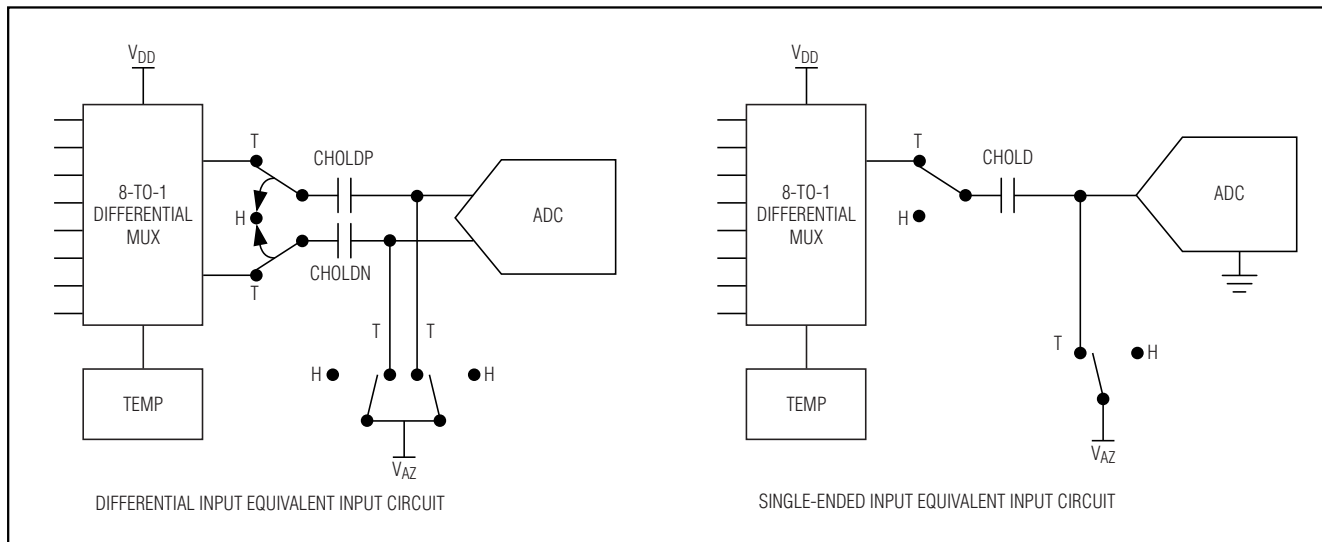 VDD
8-TO-1
DIFFERENTIAL
MUX
TEMP
T
H
T
CHOLDP
CHOLDN
ADC
T
T
H
H
VAZ
DIFFERENTIAL INPUT EQUIVALENT INPUT CIRCUIT
VDD
8-TO-1
DIFFERENTIAL
MUX
TEMP
T
H
CHOLD
ADC
T
H
VAZ
SINGLE-ENDED INPUT EQUIVALENT INPUT CIRCUIT